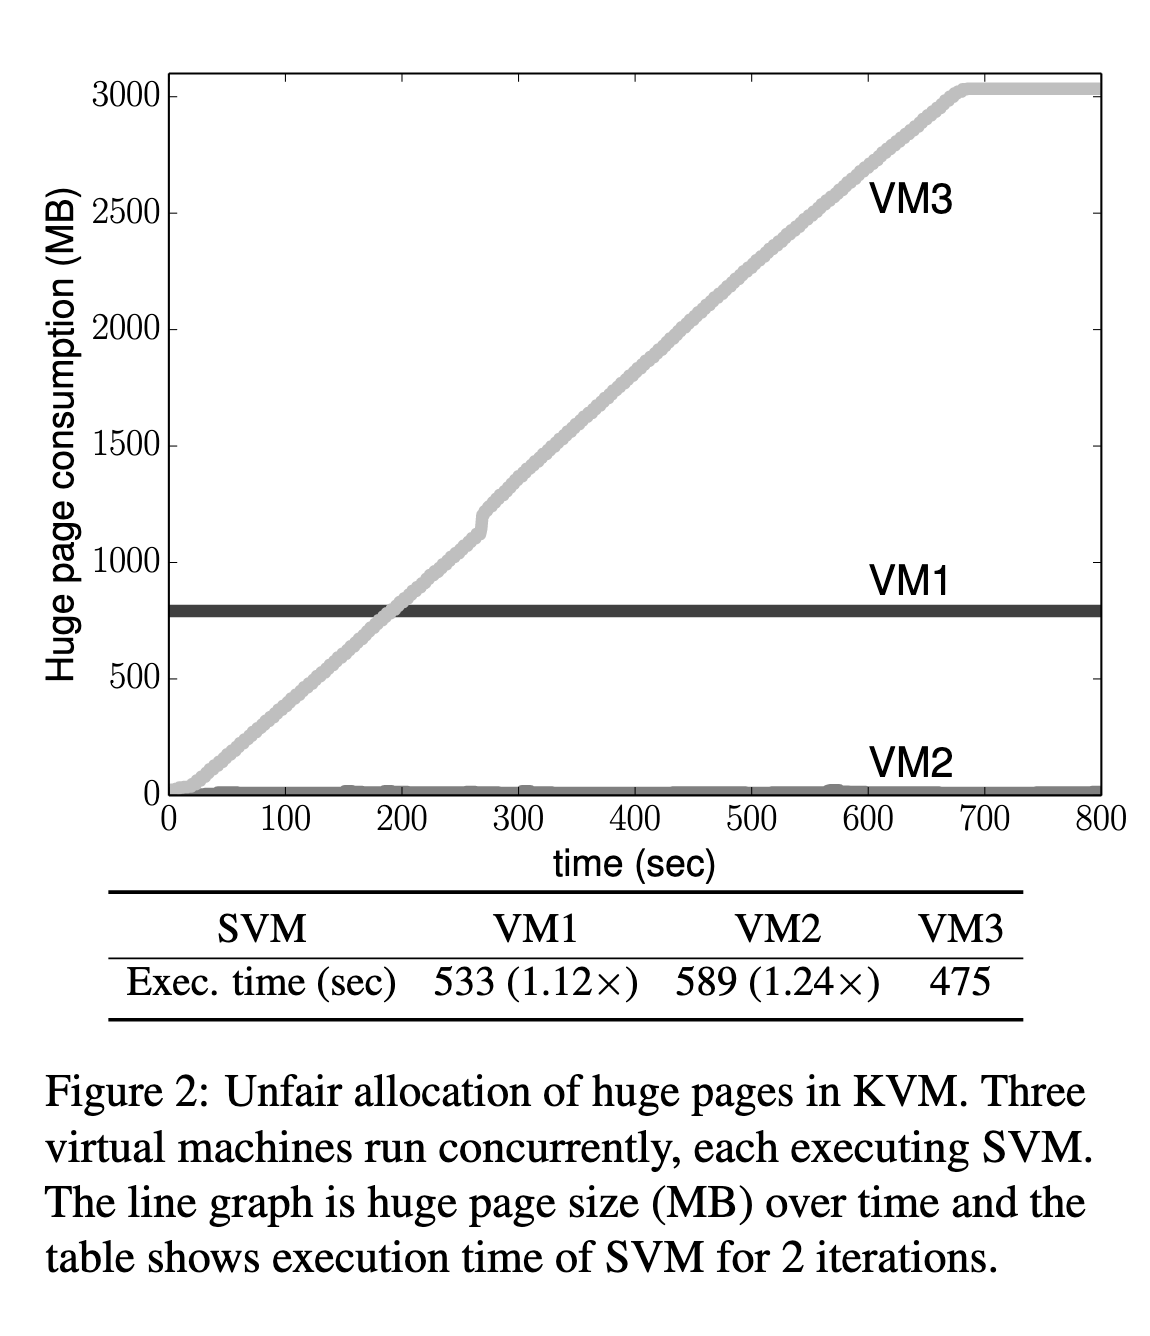 3000
2500
2000
1500
1000
500
0
Huge page consumption (MB)
VM3
VM1
VM2
0 100 200 300 400 500 600 700 800
time (sec)
SVM VM1 VM2 VM3
Exec. time (sec) 533 (1.12×) 589 (1.24×) 475
Figure 2: Unfair allocation of huge pages in KVM. Three
virtual machines run concurrently, each executing SVM.
The line graph is huge page size (MB) over time and the
table shows execution time of SVM for 2 iterations.